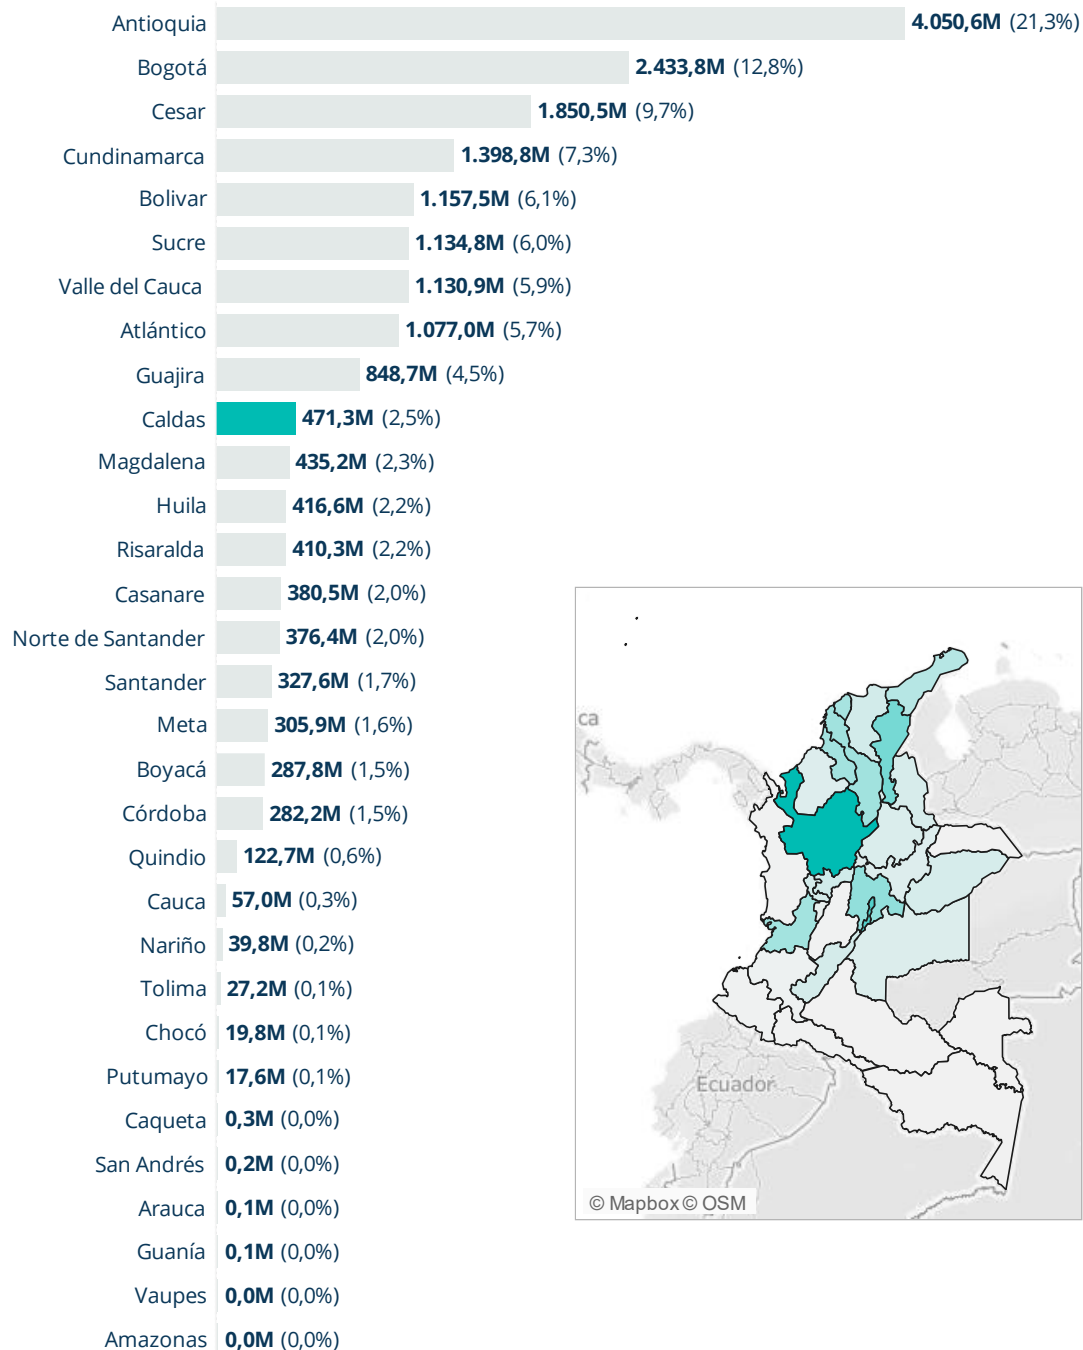 Antioquia 4.050,6M (21,3%)
Bogotá 2.433,8M (12,8%)
Cesar 1.850,5M (9,7%)
Cundinamarca 1.398,8M (7,3%)
Bolivar 1.157,5M (6,1%)
Sucre 1.134,8M (6,0%)
Valle del Cauca 1.130,9M (5,9%)
Atlántico 1.077,0M (5,7%)
Guajira 848,7M (4,5%)
Caldas 471,3M (2,5%)
Magdalena 435,2M (2,3%)
Huila 416,6M (2,2%)
Risaralda 410,3M (2,2%)
Casanare 380,5M (2,0%)
Norte de Santander 376,4M (2,0%)
Santander 327,6M (1,7%)
Meta 305,9M (1,6%)
Boyacá 287,8M (1,5%)
Córdoba 282,2M (1,5%)
Quindio 122,7M (0,6%)
Cauca 57,0M (0,3%)
Nariño 39,8M (0,2%)
Tolima 27,2M (0,1%)
Chocó 19,8M (0,1%)
Putumayo 17,6M (0,1%)
Caqueta 0,3M (0,0%)
San Andrés 0,2M (0,0%)
Arauca 0,1M (0,0%)
Guanía 0,1M (0,0%)
Vaupes 0,0M (0,0%)
Amazonas 0,0M (0,0%)
ca
Ecuador
© Mapbox © OSM